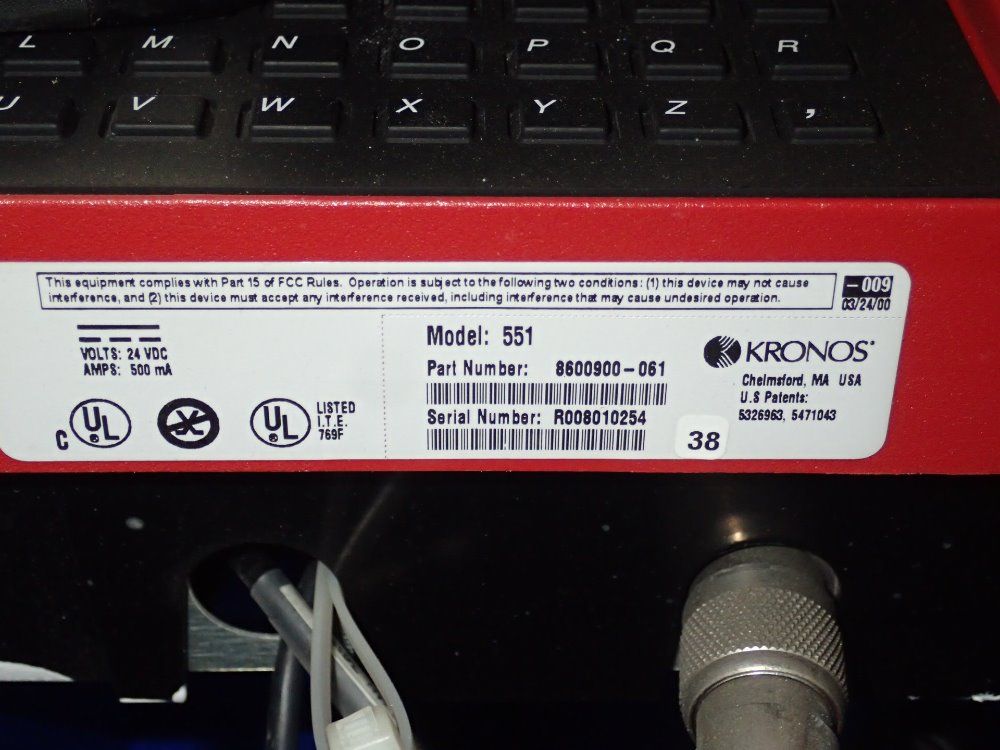 L M N O P Q R
U V W X Y Z ,
This equipment complies with Part 15 of FCC Rules. Operation is subject to the following two conditions: (1) this device may not cause
interference, and (2) this device must accept any interference received, including interference that may cause undesired operation.
-009
03/24/00
VOLTS: 24 VDC
AMPS: 500 mA
C UL
UL
LISTED
I.T.E.
769F
Model: 551
Part Number: 8600900-061
Serial Number: R008010254
38
KRONOS
Chelmsford, MA USA
U.S Patents:
5326963, 5471043